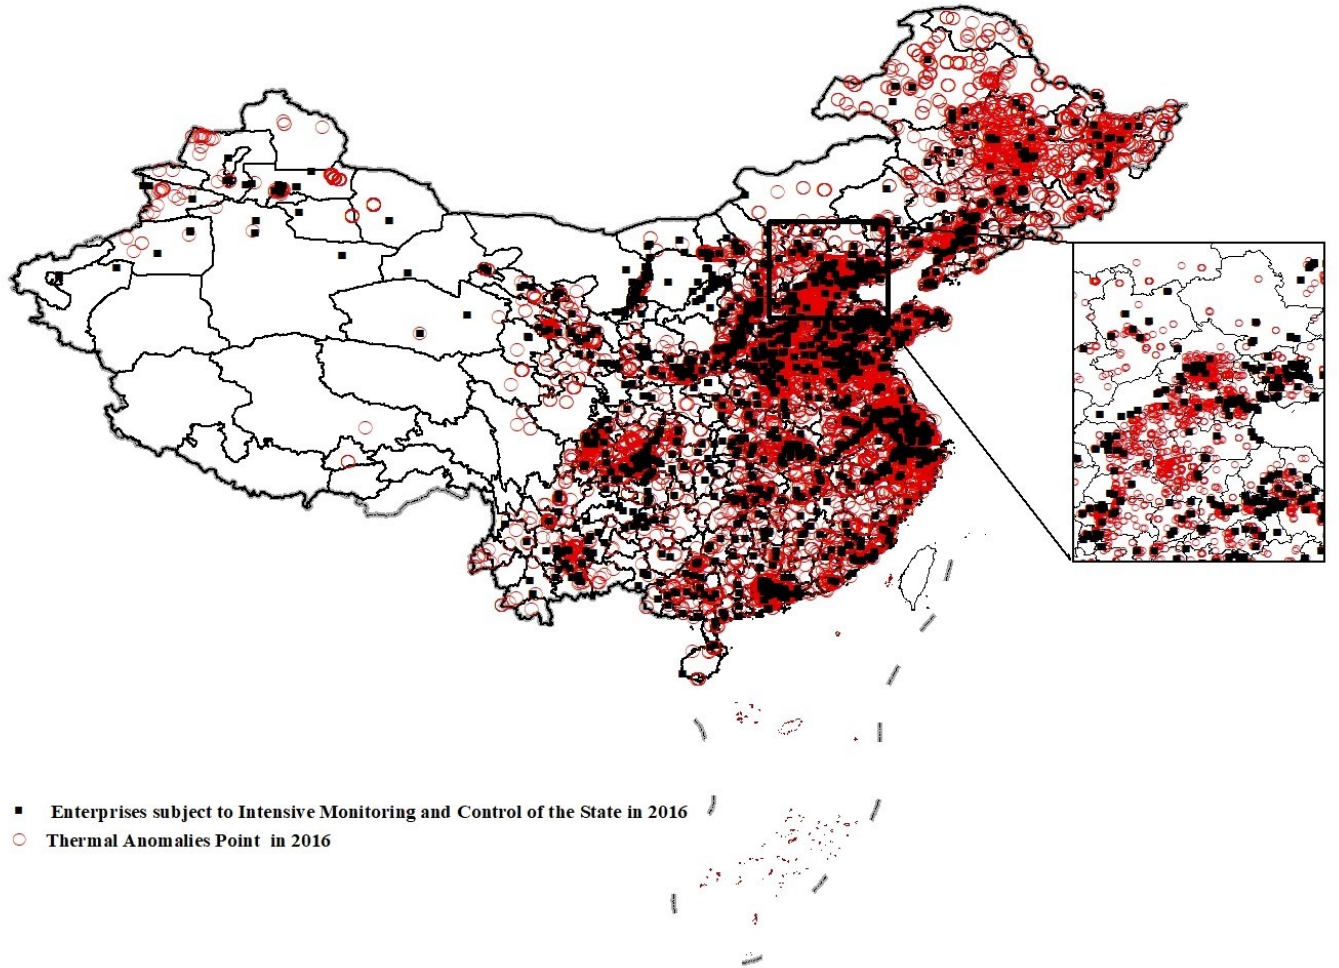 Enterprises subject to Intensive Monitoring and Control of the State in 2016
Thermal Anomalies Point in 2016